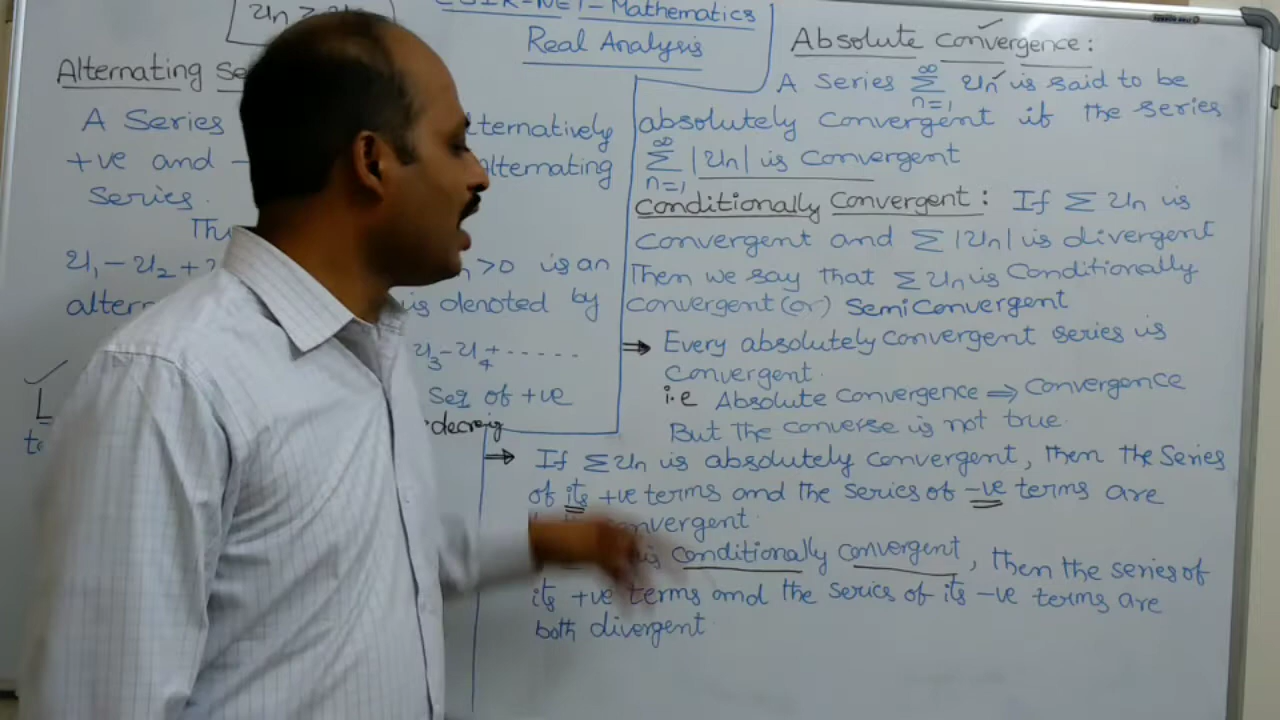 CSIR-NET-Mathematics
Real Analysis
un >
Alternating Se
A Series
+ve and -
Series.
alternatively
alternating
u1 - u2 +
n > 0 is an
is denoted by
u3 - u4 + ......
Seq of +ve
Absolute Convergence:
A Series ∑ n=1 ∞ un is said to be
absolutely convergent if the series
∑ n=1 ∞ |un| is convergent
Conditionally Convergent: If ∑ un is
convergent and ∑ |un| is divergent
Then we say that ∑ un is Conditionally
convergent (or) Semi Convergent
⇒ Every absolutely convergent series is
convergent.
i.e Absolute Convergence ⇒ Convergence
But the converse is not true.
⇒ If ∑ un is absolutely convergent, then the series
of its +ve terms and the series of -ve terms are
convergent.
is conditionally convergent, then the series of
its +ve terms and the series of its -ve terms are
both divergent